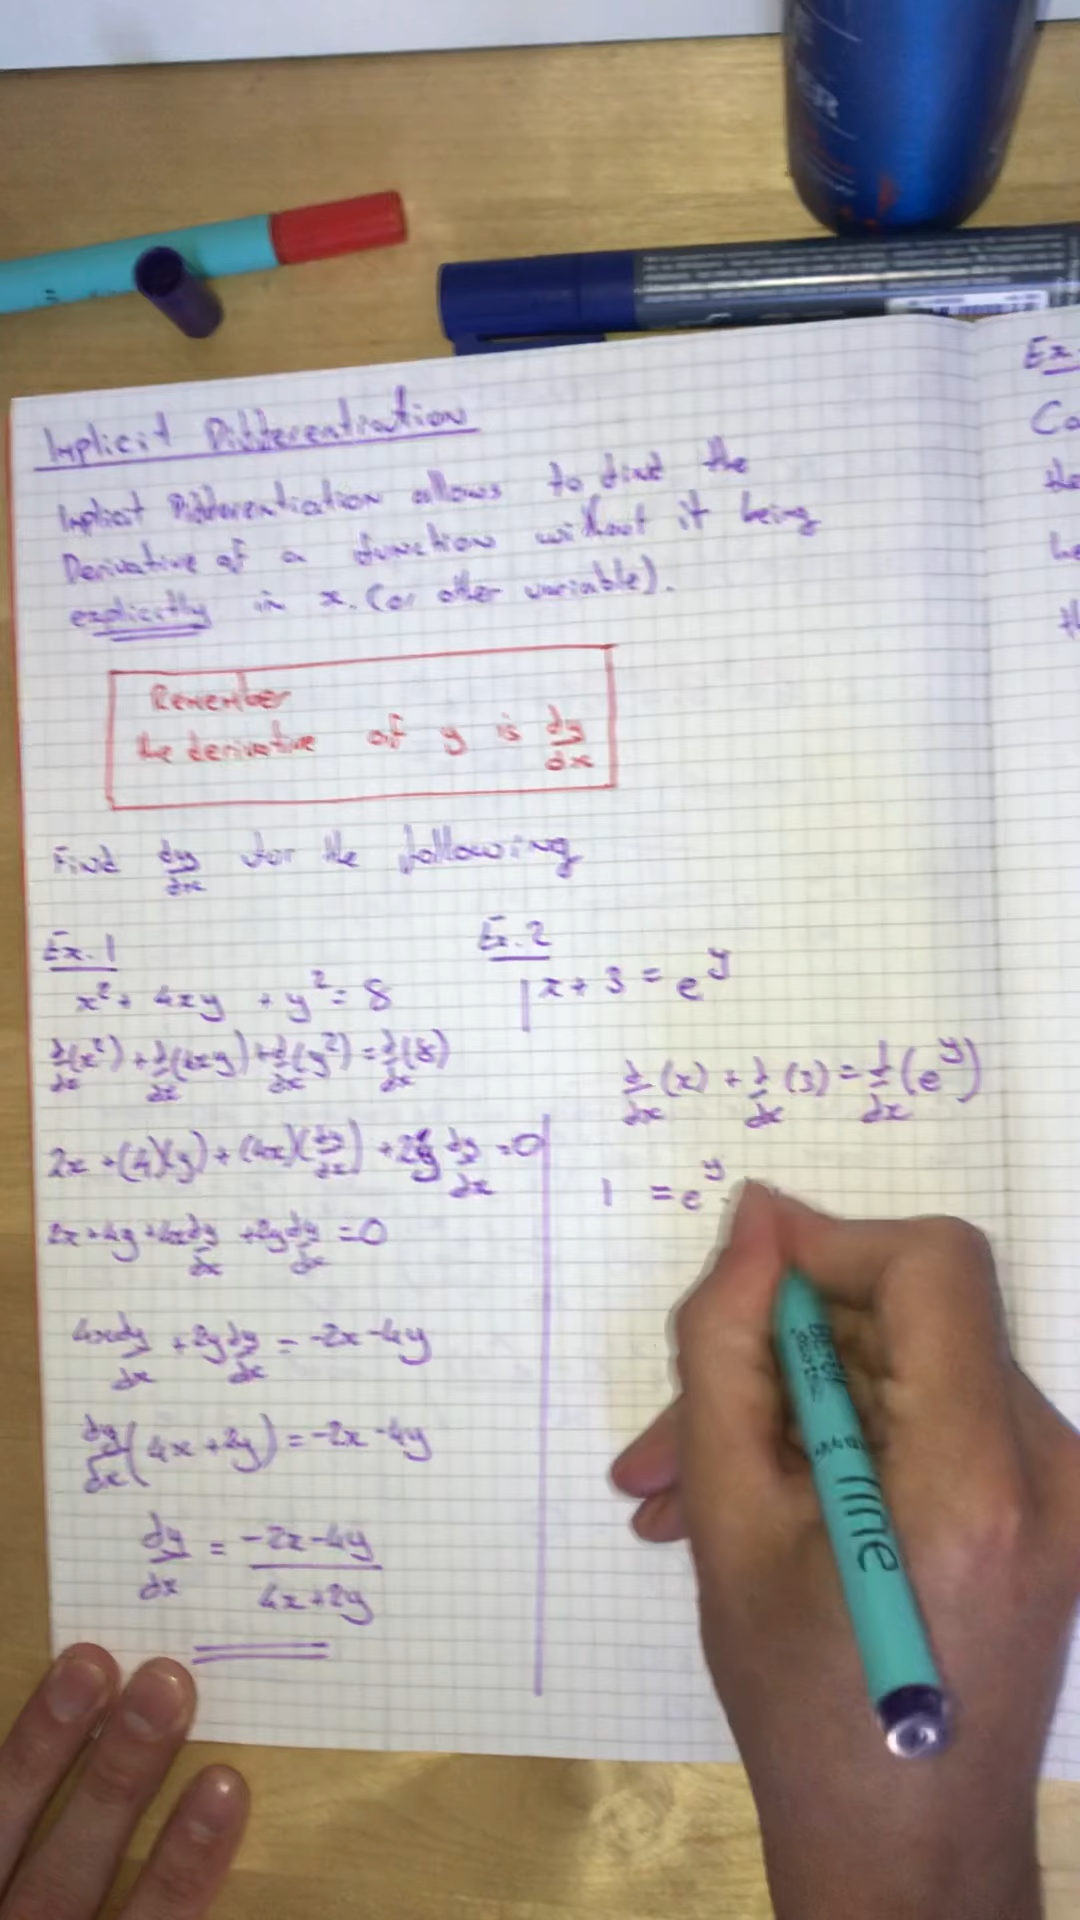 Implicit Differentiation
Implicit Differentiation allows to find the
Derivative of a function without it being
explicitly in x. (or other variable).
Remember
the derivative of y is dy/dx
Find dy/dx for the following
Ex. 1
x² + 4xy + y² = 8
d/dx(x²) + d/dx(4xy) + d/dx(y²) = d/dx(8)
2x + (4)(y) + (4x)(dy/dx) + 2y dy/dx = 0
2x + 4y + 4x dy/dx + 2y dy/dx = 0
4x dy/dx + 2y dy/dx = -2x - 4y
dy/dx (4x + 2y) = -2x - 4y
dy/dx = (-2x - 4y)/(4x + 2y)
Ex. 2
x + 3 = e^y
d/dx (x) + d/dx (3) = d/dx (e^y)
1 = e^y
line
Ex.
Co
the